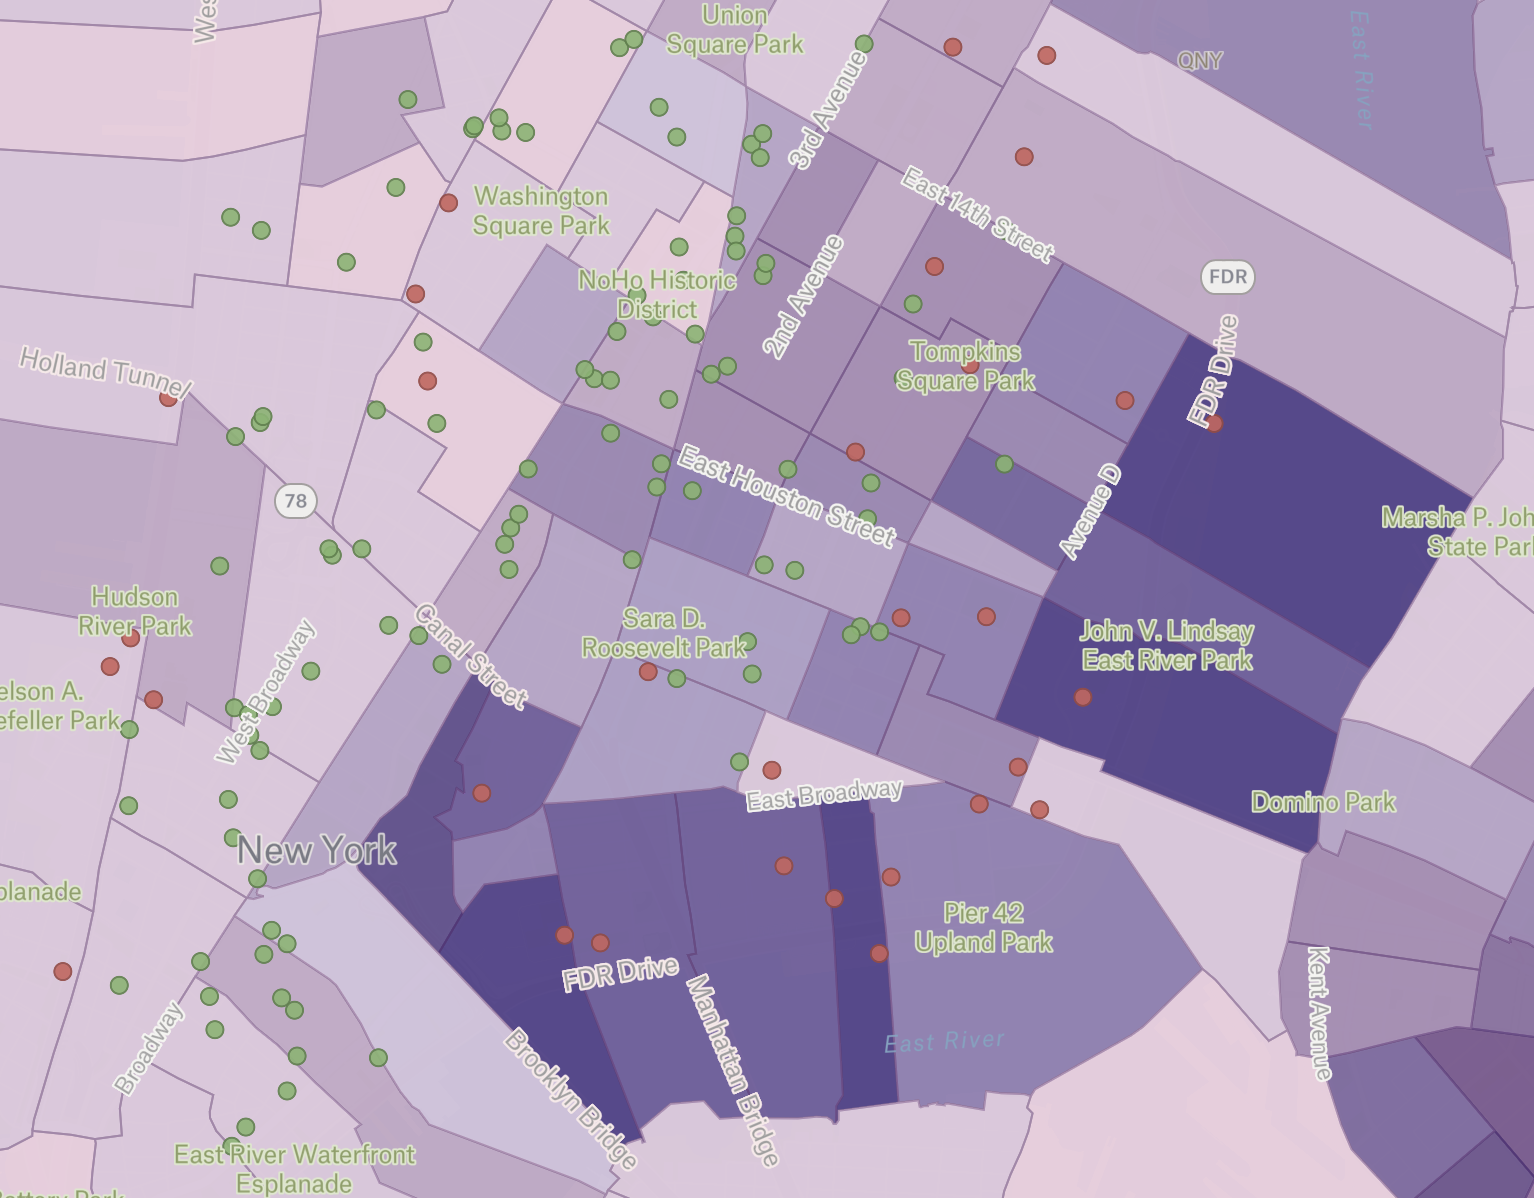 Wes
Union
Square Park
QNY
East River
3rd Avenue
Washington
Square Park
East 14th Street
NoHo Historic
District
2nd Avenue
FDR
FDR Drive
Holland Tunnel
Tompkins
Square Park
78
East Houston Street
Avenue D
Marsha P. Joh
State Par
Hudson
River Park
Canal Street
Sara D.
Roosevelt Park
John V. Lindsay
East River Park
elson A.
efeller Park
West Broadway
East Broadway
Domino Park
New York
planade
Pier 42
Upland Park
FDR Drive
Kent Avenue
Manhattan Bridge
East River
Broadway
Brooklyn Bridge
East River Waterfront
Esplanade
Battery Park